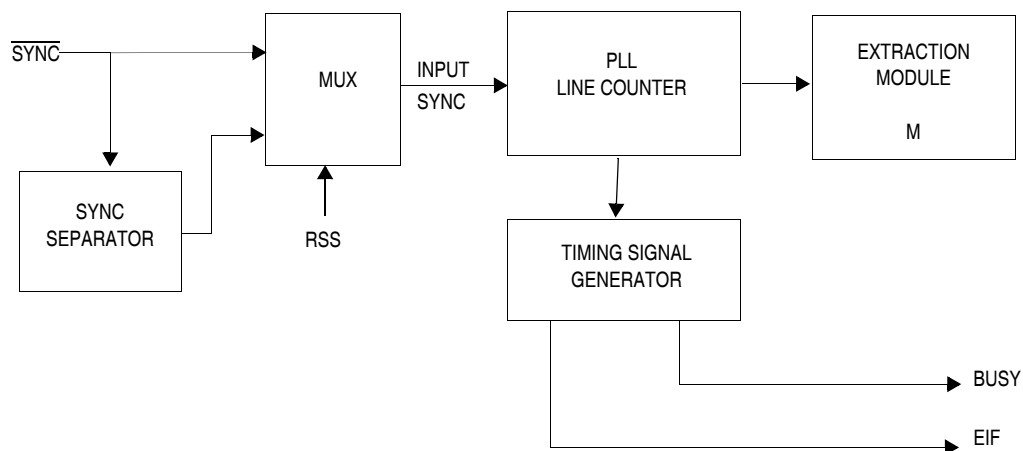 SYNC
SYNC
SEPARATOR
MUX
RSS
INPUT
SYNC
PLL
LINE COUNTER
EXTRACTION
MODULE
M
TIMING SIGNAL
GENERATOR
BUSY
EIF